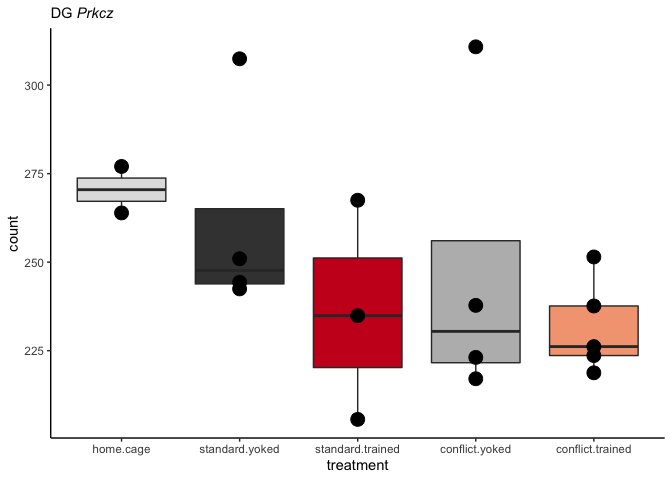 DG Prkcz
300
275
250
225
count
home.cage
standard.yoked
standard.trained
conflict.yoked
conflict.trained
treatment